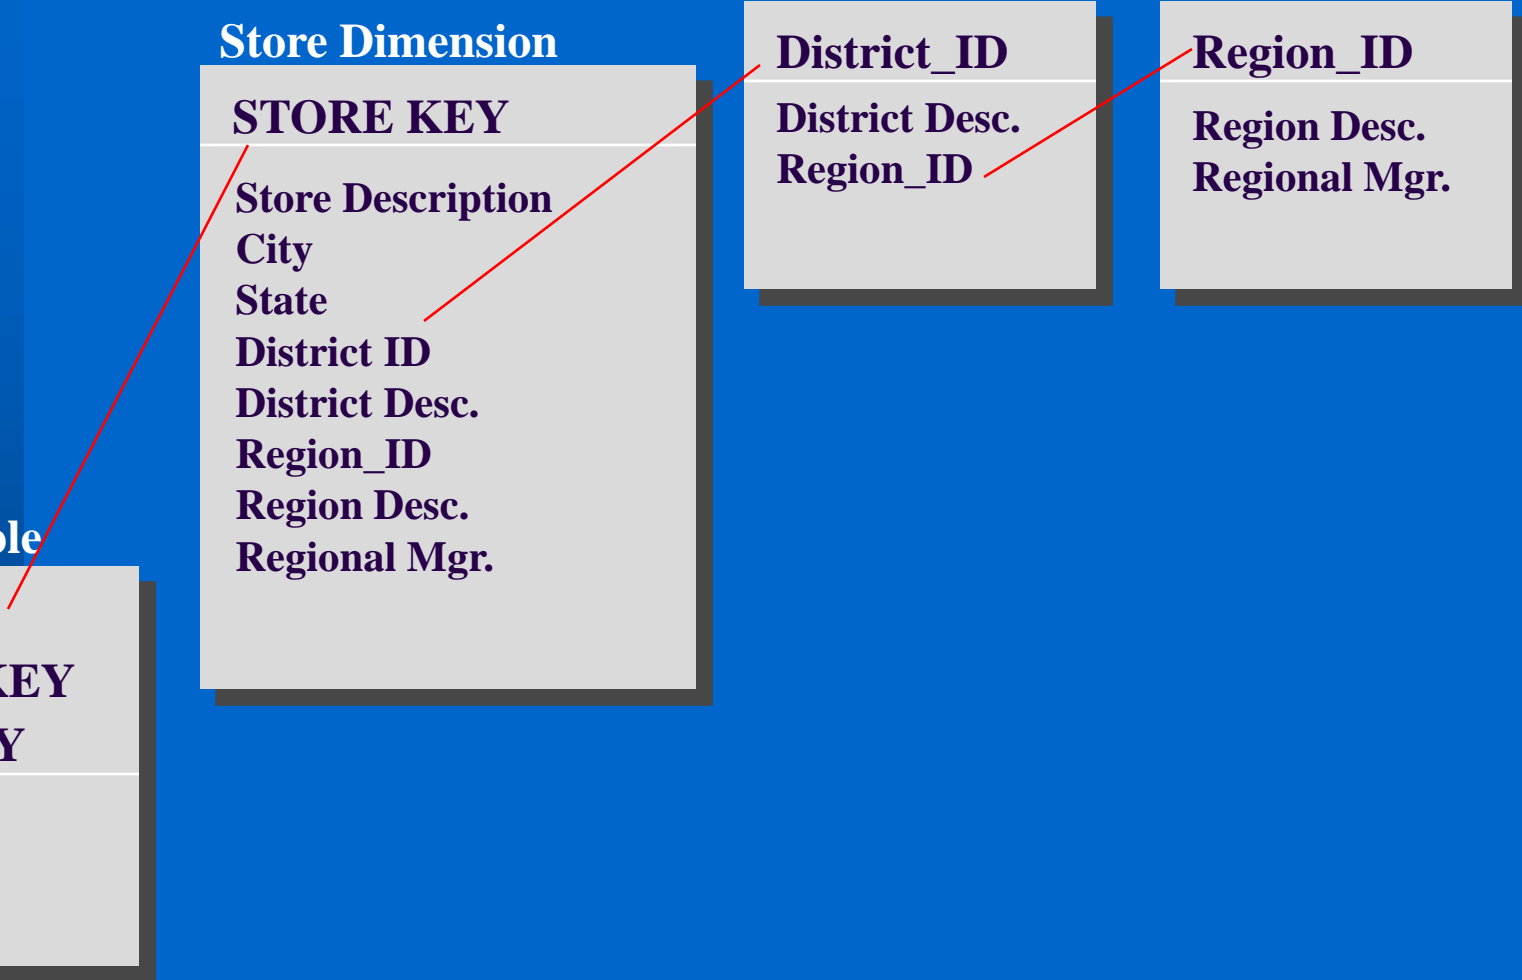 Store Dimension
STORE KEY
Store Description
City
State
District ID
District Desc.
Region_ID
Region Desc.
Regional Mgr.
District_ID
District Desc.
Region_ID
Region_ID
Region Desc.
Regional Mgr.